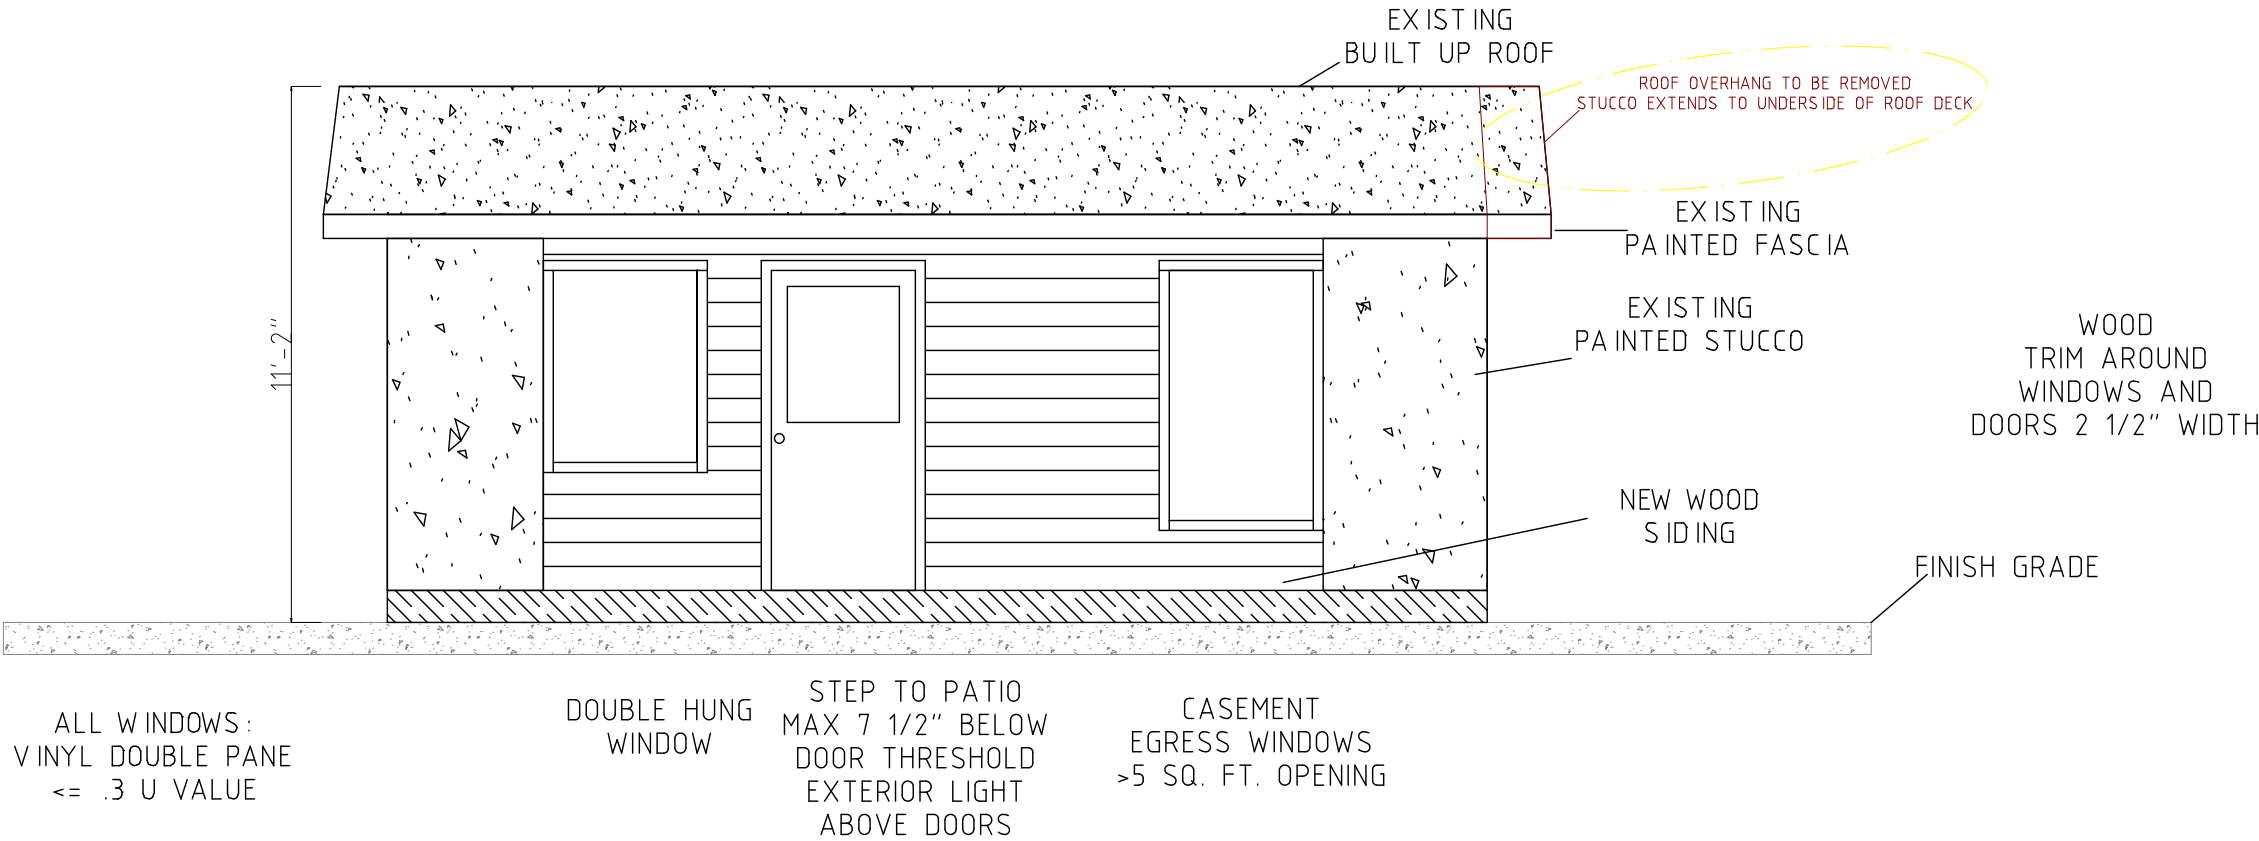 EXISTING
BUILT UP ROOF
ROOF OVERHANG TO BE REMOVED
STUCCO EXTENDS TO UNDERSIDE OF ROOF DECK
EXISTING
PAINTED FASCIA
EXISTING
PAINTED STUCCO
WOOD
TRIM AROUND
WINDOWS AND
DOORS 2 1/2" WIDTH
11'-2"
NEW WOOD
SIDING
FINISH GRADE
ALL WINDOWS:
VINYL DOUBLE PANE
<= .3 U VALUE
DOUBLE HUNG
WINDOW
STEP TO PATIO
MAX 7 1/2" BELOW
DOOR THRESHOLD
EXTERIOR LIGHT
ABOVE DOORS
CASEMENT
EGRESS WINDOWS
>5 SQ. FT. OPENING